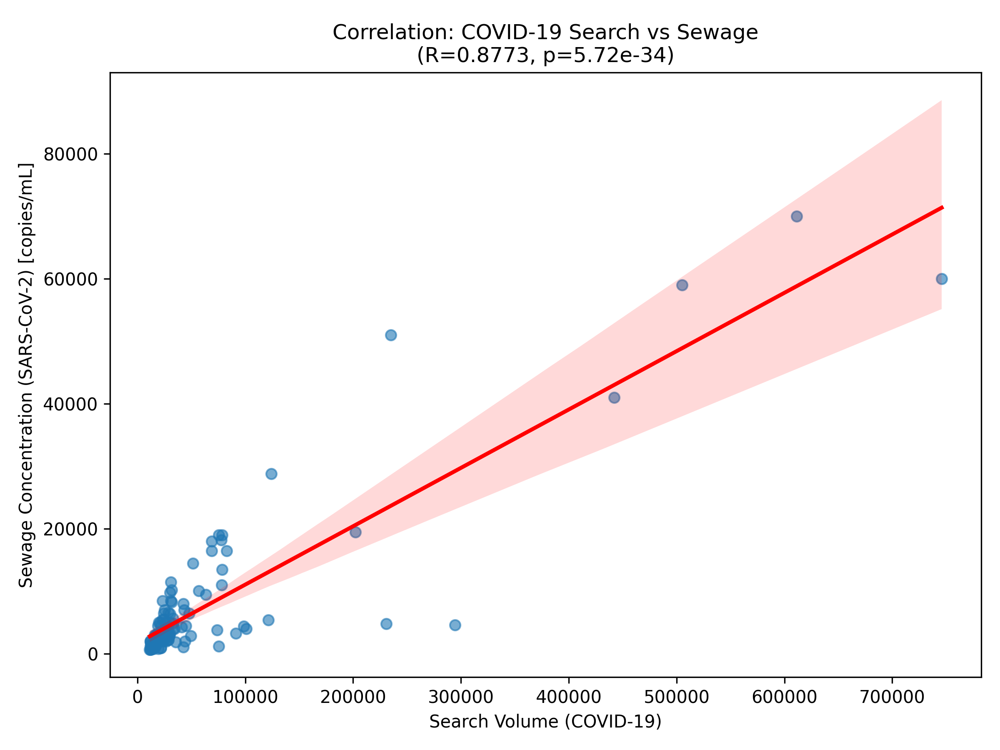 Correlation: COVID-19 Search vs Sewage
(R=0.8773, p=5.72e-34)
Sewage Concentration (SARS-CoV-2) [copies/mL]
80000
60000
40000
20000
0
0 100000 200000 300000 400000 500000 600000 700000
Search Volume (COVID-19)